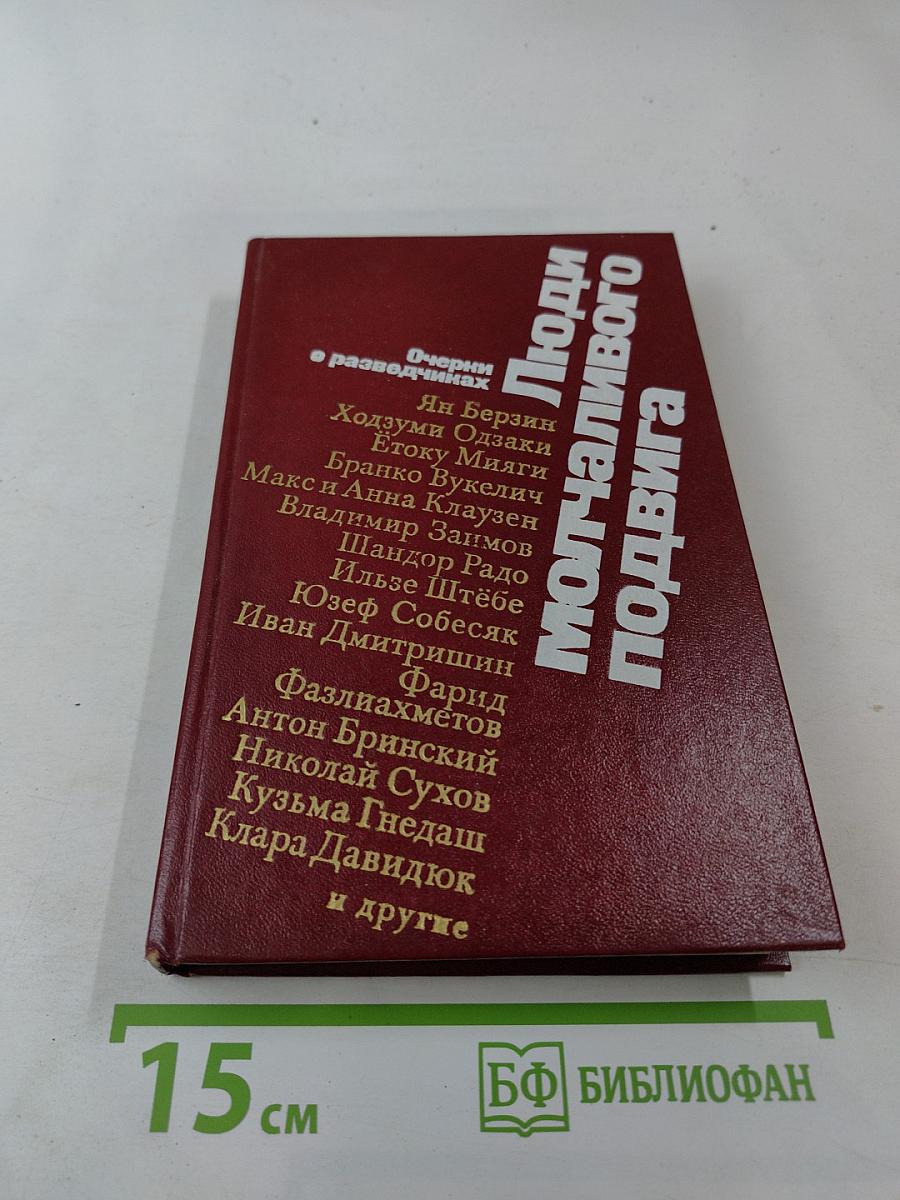 Люди
молчаливого
подвига
Очерки
о разведчиках
Ян Берзин
Ходзуми Одзаки
Ётоку Мияги
Бранко Вукелич
Макс и Анна Клаузен
Владимир Заимов
Шандор Радо
Ильзе Штёбе
Юзеф Собесяк
Иван Дмитришин
Фарид
Фазлиахметов
Антон Бринский
Николай Сухов
Кузьма Гнедаш
Клара Давидюк
и другие
15 см
БФ БИБЛИОФАН